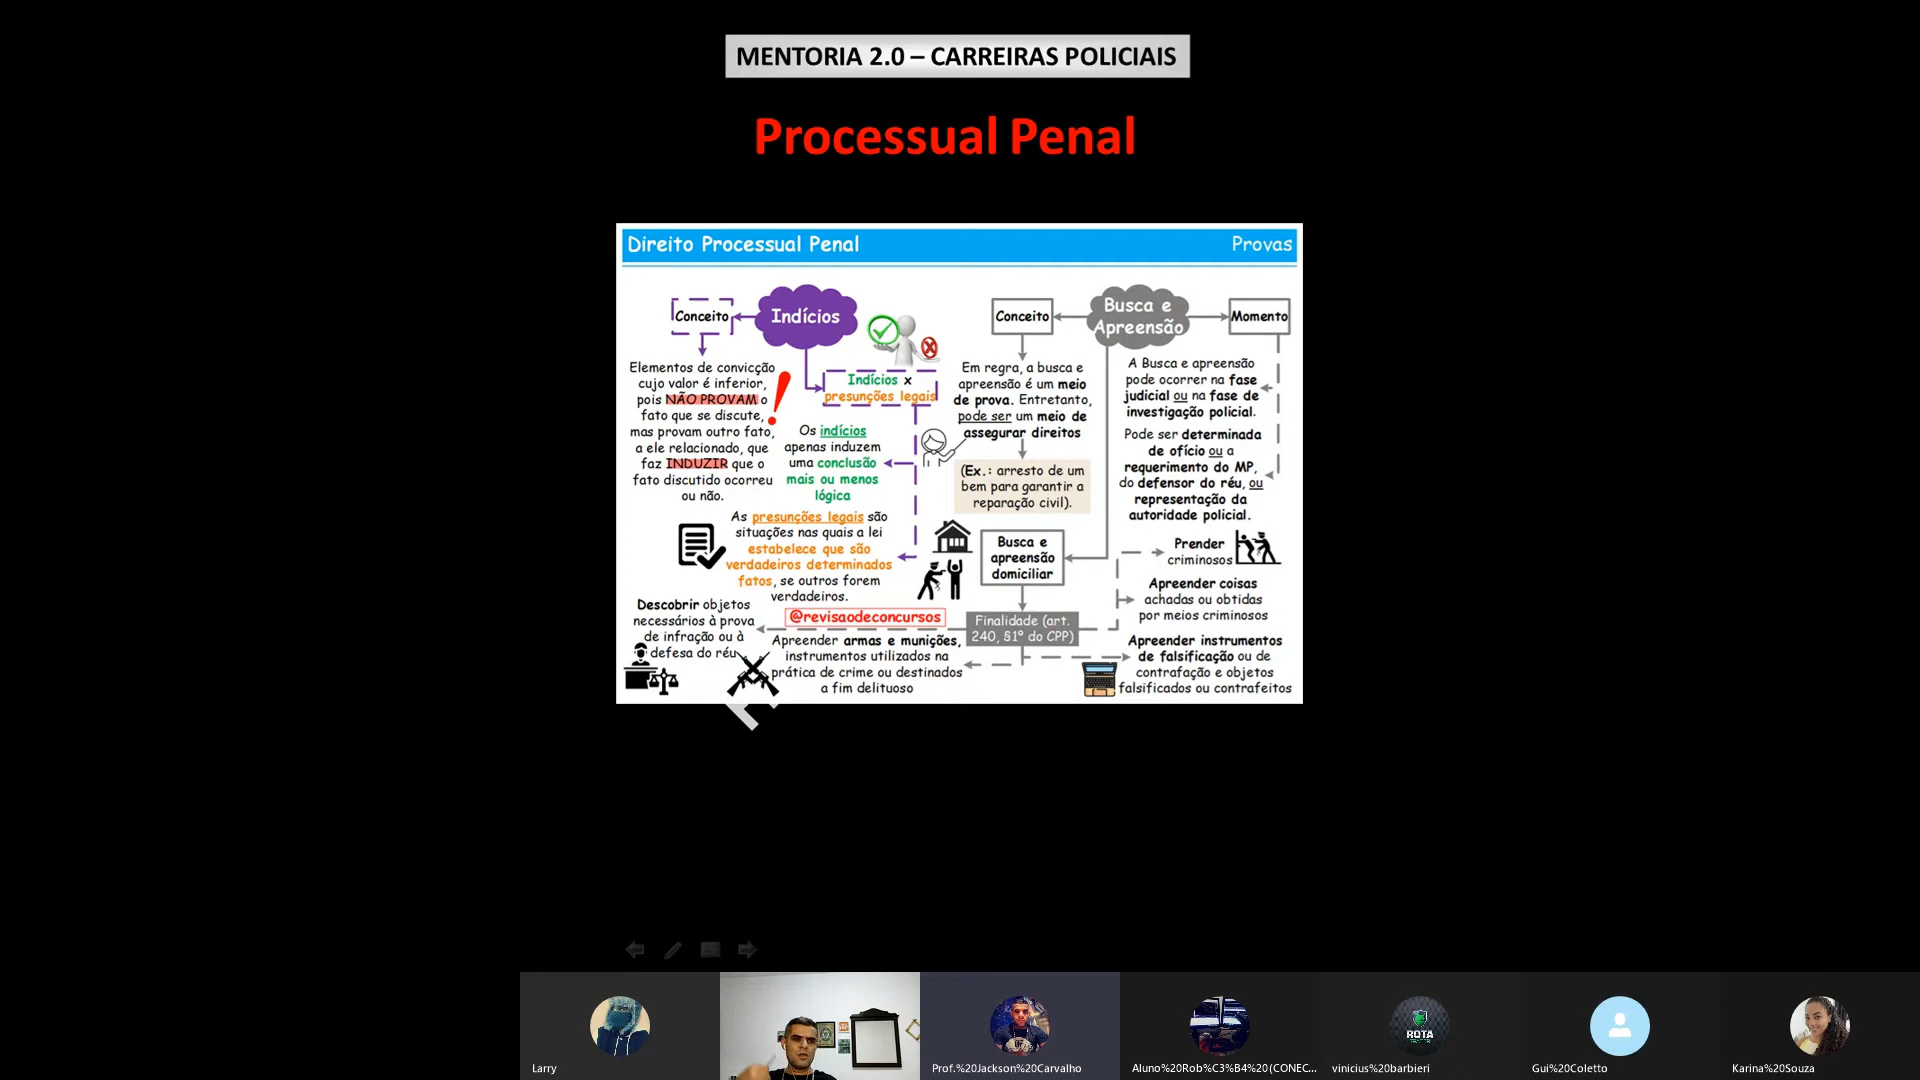 MENTORIA 2.0 – CARREIRAS POLICIAIS
Processual Penal
Direito Processual Penal
Provas
Conceito
Indícios
Elementos de convicção
cujo valor é inferior,
pois NÃO PROVAM o
fato que se discute,
mas provam outro fato,
a ele relacionado, que
faz INDUZIR que o
fato discutido ocorreu
ou não.
Indícios x
presunções legais
Os indícios
apenas induzem
uma conclusão
mais ou menos
lógica
As presunções legais são
situações nas quais a lei
estabelece que são
verdadeiros determinados
fatos, se outros forem
verdadeiros.
Conceito
Busca e
Apreensão
Momento
Em regra, a busca e
apreensão é um meio
de prova. Entretanto,
pode ser um meio de
assegurar direitos
(Ex.: arresto de um
bem para garantir a
reparação civil).
A Busca e apreensão
pode ocorrer na fase
judicial ou na fase de
investigação policial.
Pode ser determinada
de ofício ou a
requerimento do MP,
do defensor do réu, ou
representação da
autoridade policial.
Busca e
apreensão
domiciliar
Finalidade (art.
240, §1º do CPP)
Prender
criminosos
Apreender coisas
achadas ou obtidas
por meios criminosos
Apreender instrumentos
de falsificação ou de
contrafação e objetos
falsificados ou contrafeitos
Descobrir objetos
necessários à prova
de infração ou à
defesa do réu
@revisaodeconcursos
Apreender armas e munições,
instrumentos utilizados na
prática de crime ou destinados
a fim delituoso
Larry
Prof.%20Jackson%20Carvalho
Aluno%20Rob%C3%B4%20(CONEC...
ROTA
vinicius%20barbieri
Gui%20Coletto
Karina%20Souza